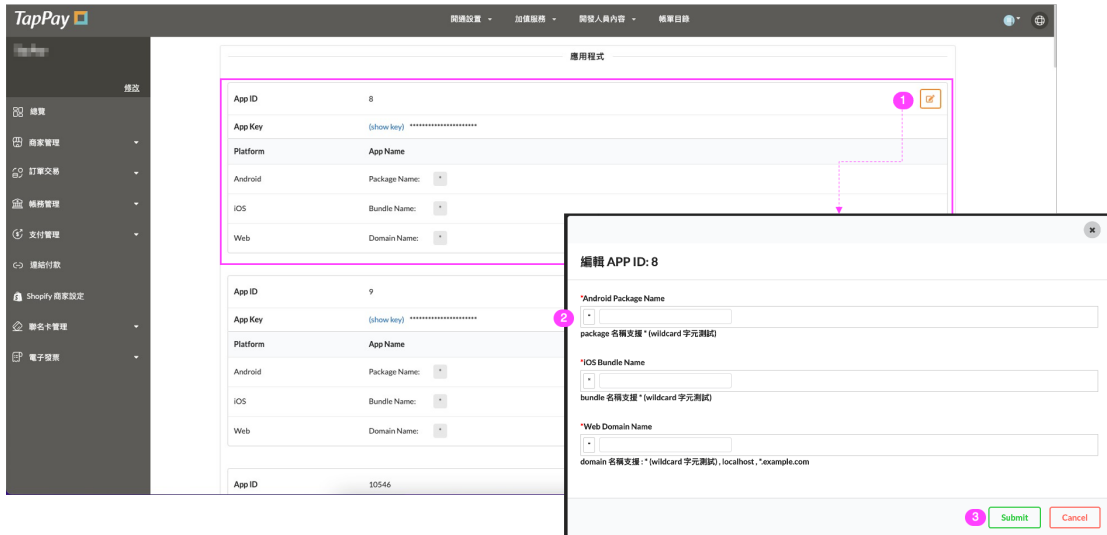 TapPay
開通設置
加值服務
開發人員內容
帳單目錄
修改
總覽
商家管理
訂單交易
帳務管理
支付管理
連結付款
Shopify 商家設定
聯名卡管理
電子發票
應用程式
App ID 8
1
App Key (show key) **********************
Platform App Name
Android Package Name: *
iOS Bundle Name: *
Web Domain Name: *
App ID 9
App Key (show key) **********************
Platform App Name
Android Package Name: *
iOS Bundle Name: *
Web Domain Name: *
App ID 10546
編輯 APP ID: 8
*Android Package Name
2
*
package 名稱支援 * (wildcard 字元測試)
*iOS Bundle Name
*
bundle 名稱支援 * (wildcard 字元測試)
*Web Domain Name
*
domain 名稱支援 : * (wildcard 字元測試) , localhost , *.example.com
3 Submit Cancel